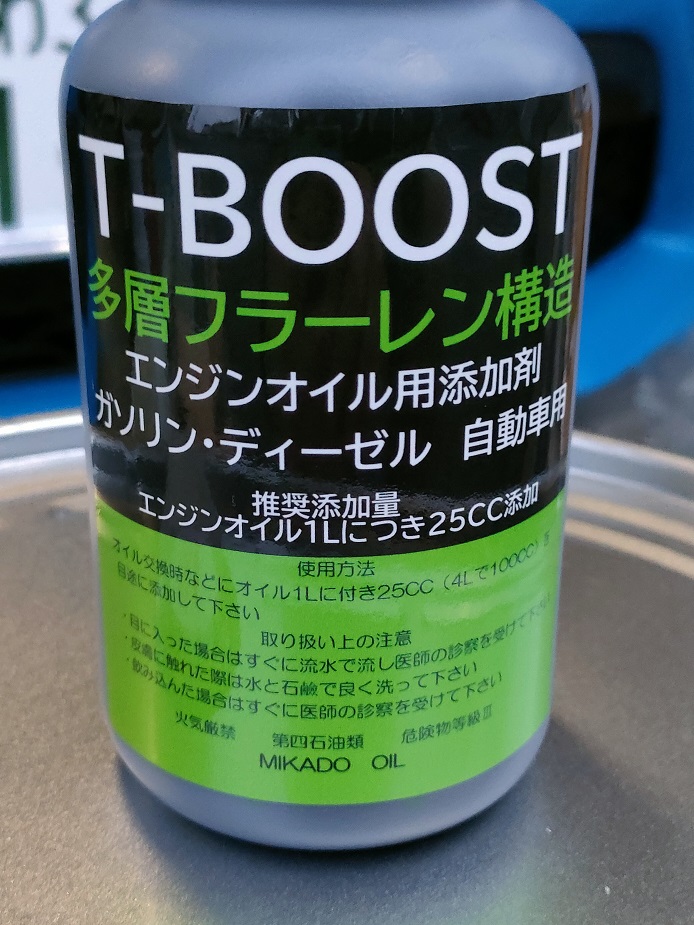 T-BOOST
多層フラーレン構造
エンジンオイル用添加剤
ガソリン・ディーゼル 自動車用
推奨添加量
エンジンオイル1Lにつき25CC添加
使用方法
オイル交換時などにオイル1Lに付き25CC（4Lで100CC）を
目途に添加して下さい
取り扱い上の注意
・目に入った場合はすぐに流水で流し医師の診察を受けて下さい
・皮膚に触れた際は水と石鹸で良く洗って下さい
・飲み込んだ場合はすぐに医師の診察を受けて下さい
火気厳禁 第四石油類 危険物等級Ⅲ
MIKADO OIL